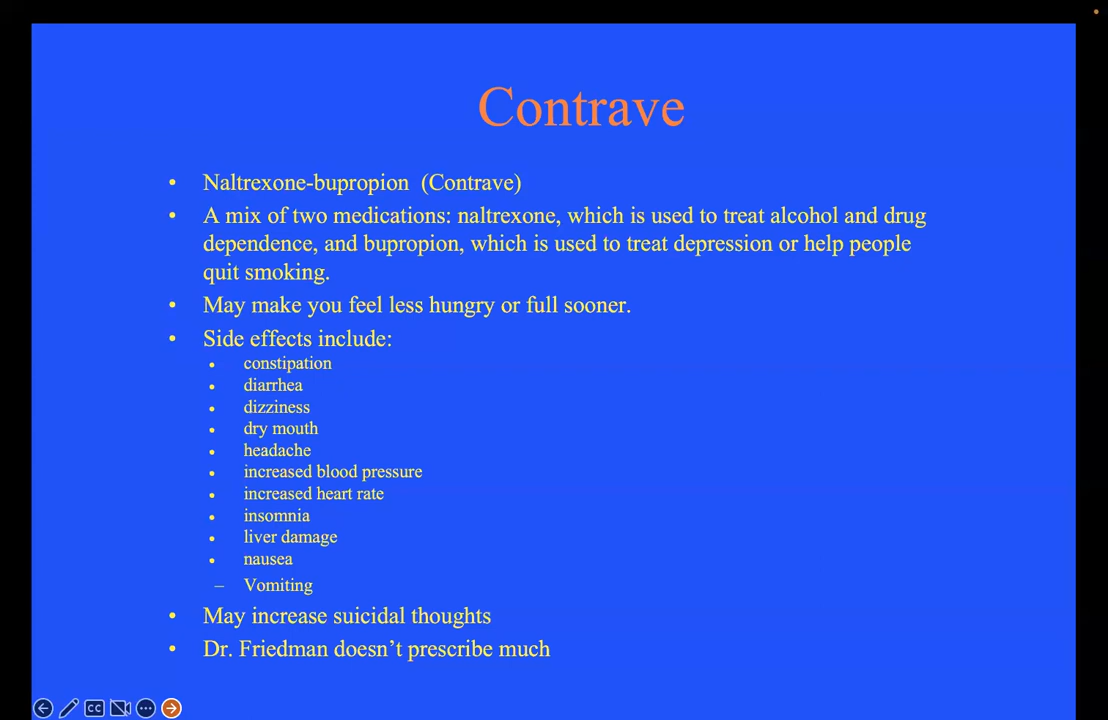 Contrave
• Naltrexone-bupropion (Contrave)
• A mix of two medications: naltrexone, which is used to treat alcohol and drug
dependence, and bupropion, which is used to treat depression or help people
quit smoking.
• May make you feel less hungry or full sooner.
• Side effects include:
• constipation
• diarrhea
• dizziness
• dry mouth
• headache
• increased blood pressure
• increased heart rate
• insomnia
• liver damage
• nausea
– Vomiting
• May increase suicidal thoughts
• Dr. Friedman doesn’t prescribe much
CC